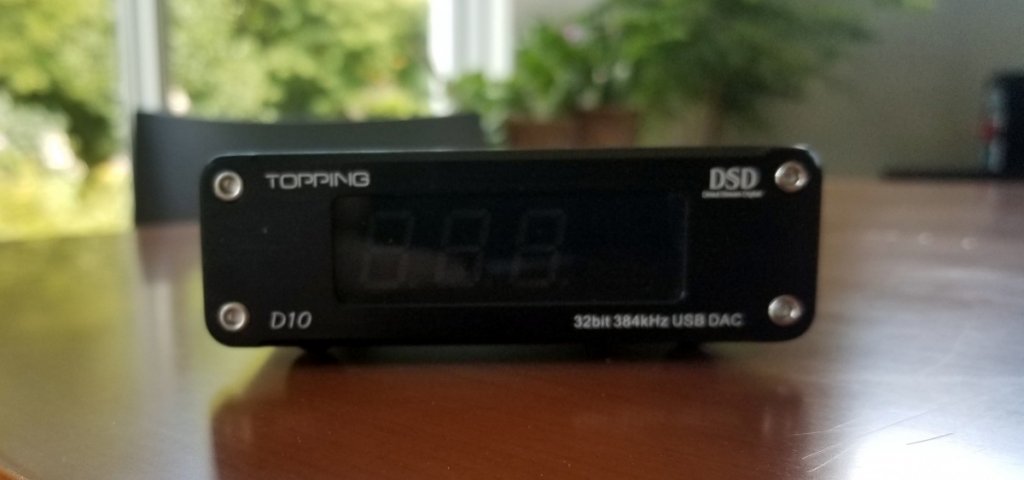 TOPPING
DSD
D10
32bit 384kHz USB DAC